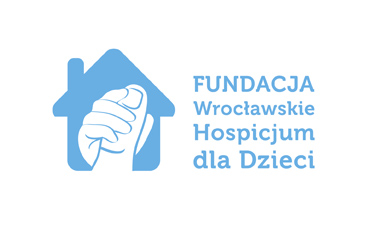 FUNDACJA
Wrocławskie
Hospicjum
dla Dzieci